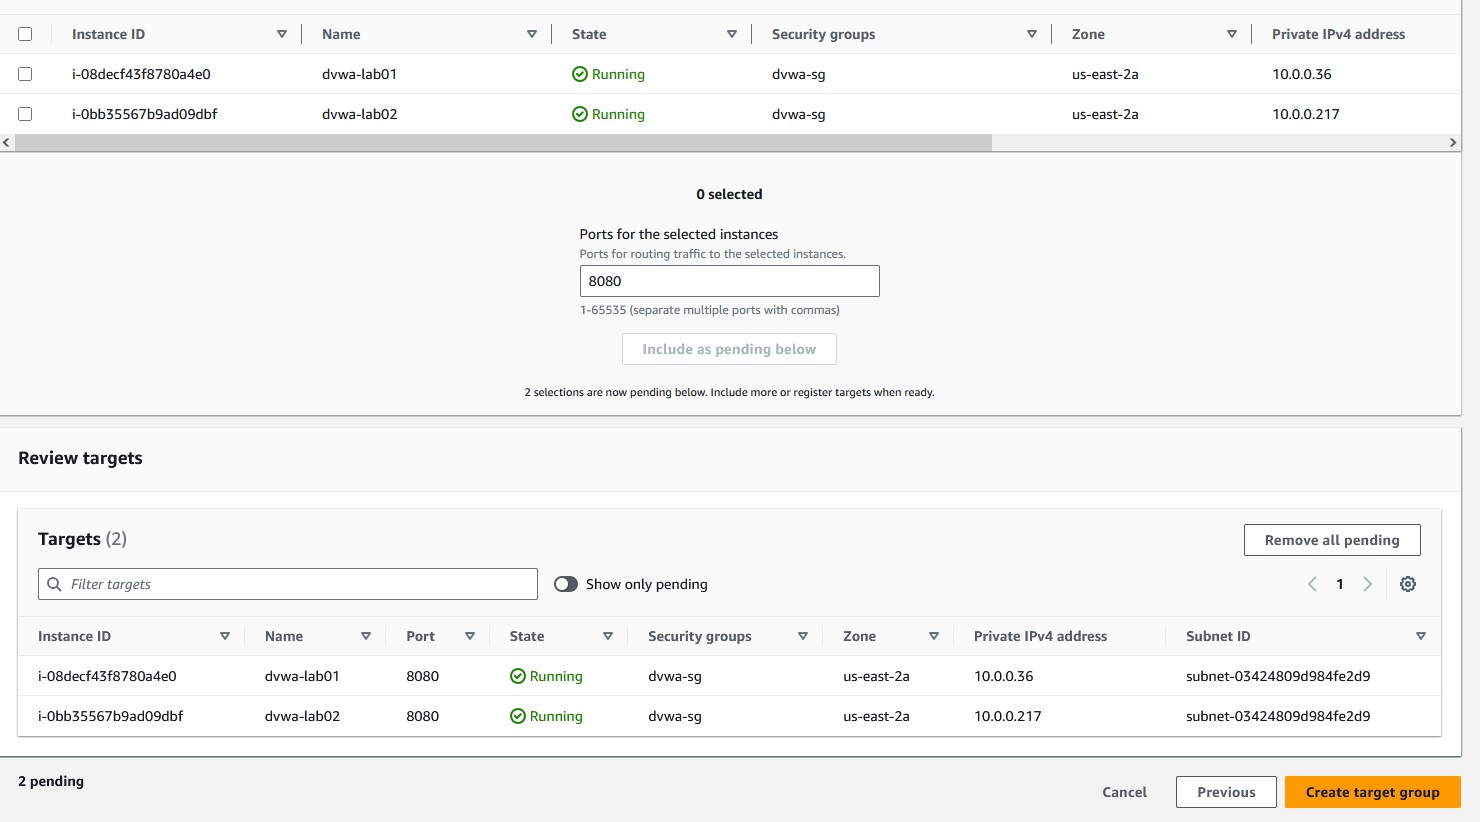 Instance ID Name State Security groups Zone Private IPv4 address
i-08decf43f8780a4e0 dvwa-lab01 Running dvwa-sg us-east-2a 10.0.0.36
i-0bb35567b9ad09dbf dvwa-lab02 Running dvwa-sg us-east-2a 10.0.0.217
0 selected
Ports for the selected instances
Ports for routing traffic to the selected instances.
8080
1-65535 (separate multiple ports with commas)
Include as pending below
2 selections are now pending below. Include more or register targets when ready.
Review targets
Targets (2) Remove all pending
Filter targets Show only pending 1
Instance ID Name Port State Security groups Zone Private IPv4 address Subnet ID
i-08decf43f8780a4e0 dvwa-lab01 8080 Running dvwa-sg us-east-2a 10.0.0.36 subnet-03424809d984fe2d9
i-0bb35567b9ad09dbf dvwa-lab02 8080 Running dvwa-sg us-east-2a 10.0.0.217 subnet-03424809d984fe2d9
2 pending
Cancel Previous Create target group